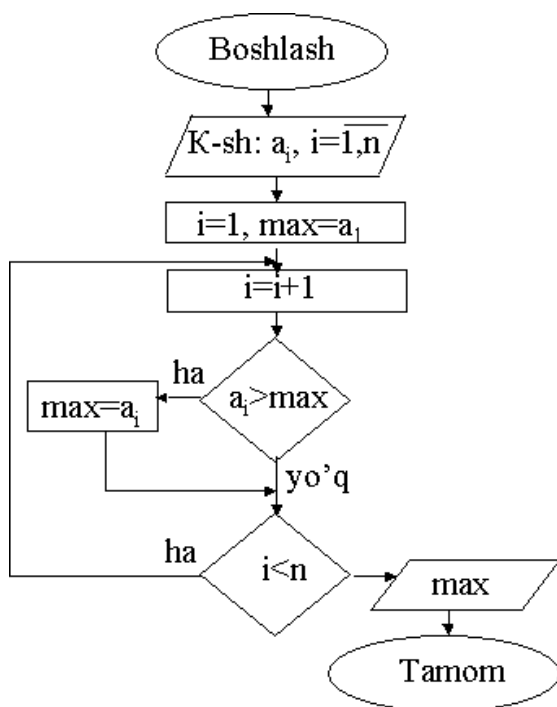 Boshlash
K-sh: aᵢ, i=1,n
i=1, max=a₁
i=i+1
ha
aᵢ>max
max=aᵢ
yo’q
ha
i<n
max
Tamom